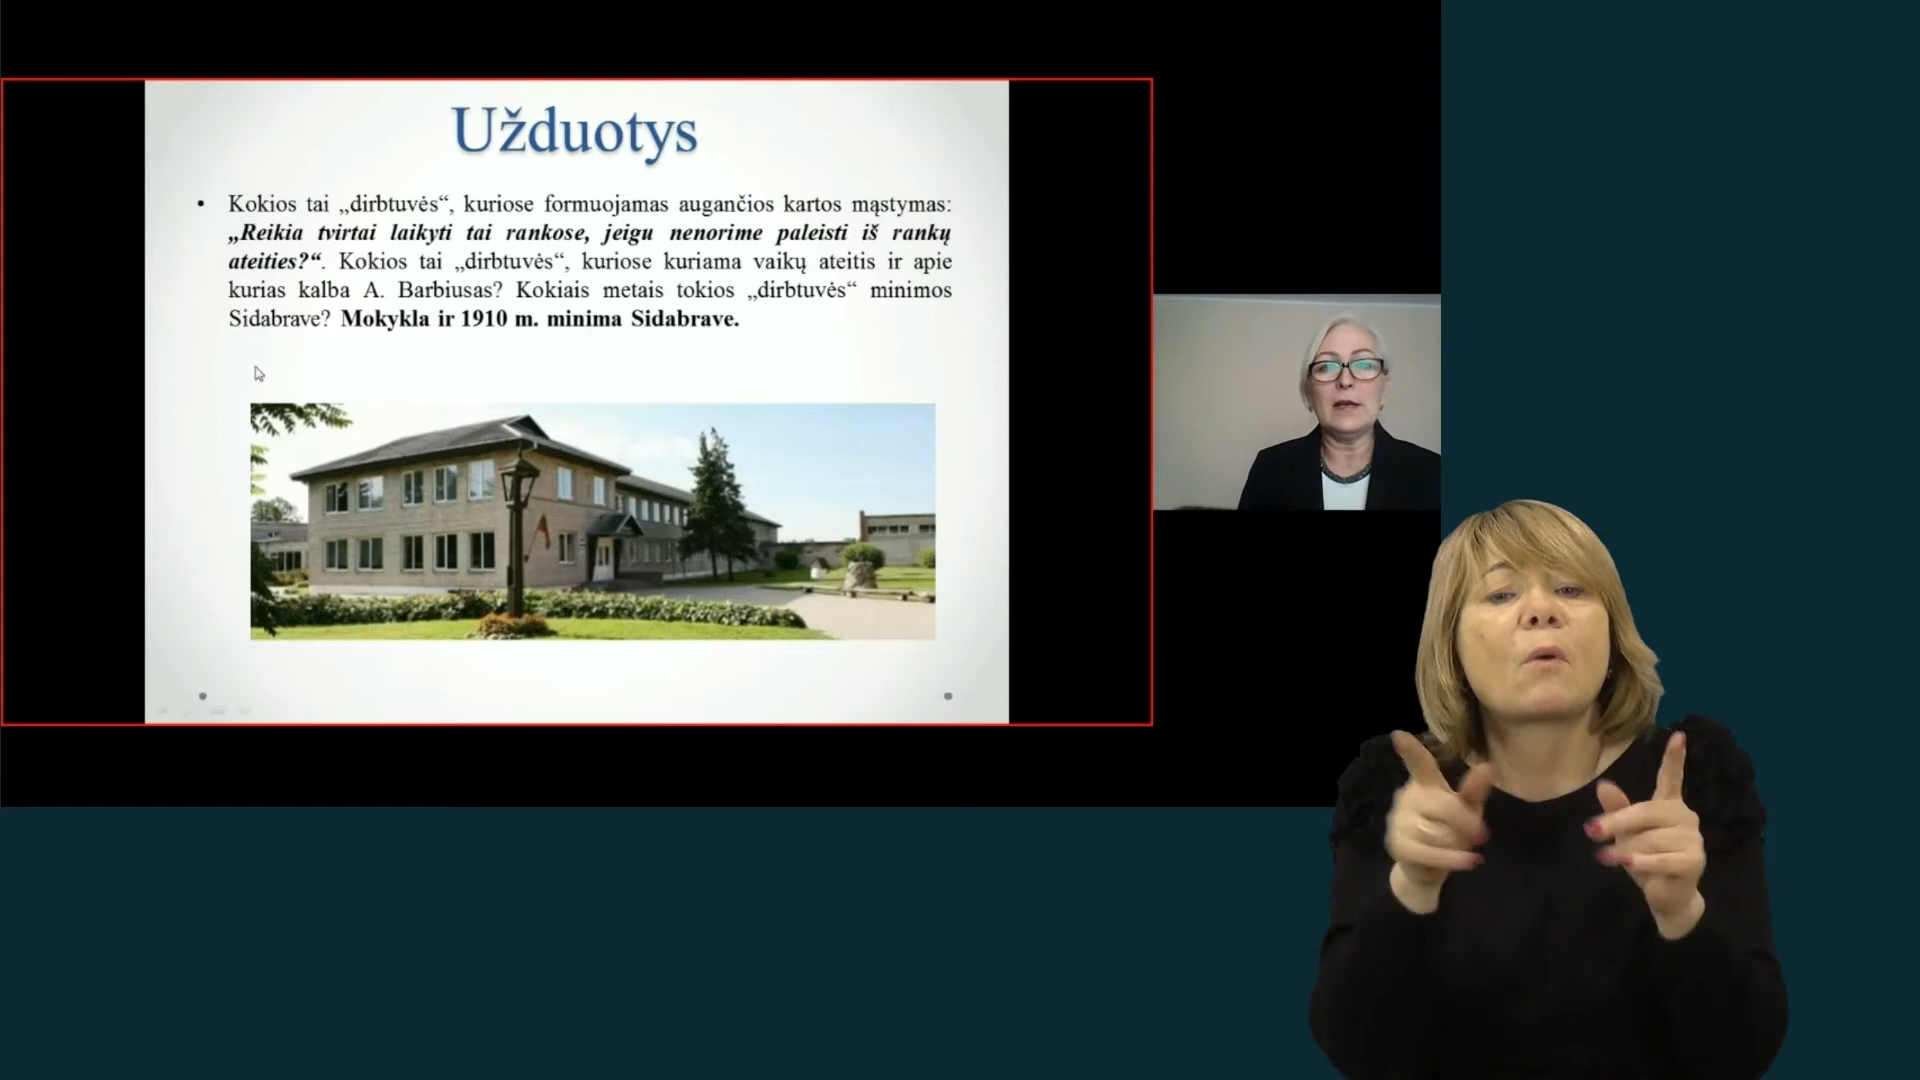 Užduotys
• Kokios tai „dirbtuvės“, kuriose formuojamas augančios kartos mąstymas:
„Reikia tvirtai laikyti tai rankose, jeigu nenorime paleisti iš rankų
ateities?“. Kokios tai „dirbtuvės“, kuriose kuriama vaikų ateitis ir apie
kurias kalba A. Barbiusas? Kokiais metais tokios „dirbtuvės“ minimos
Sidabrave? Mokykla ir 1910 m. minima Sidabrave.